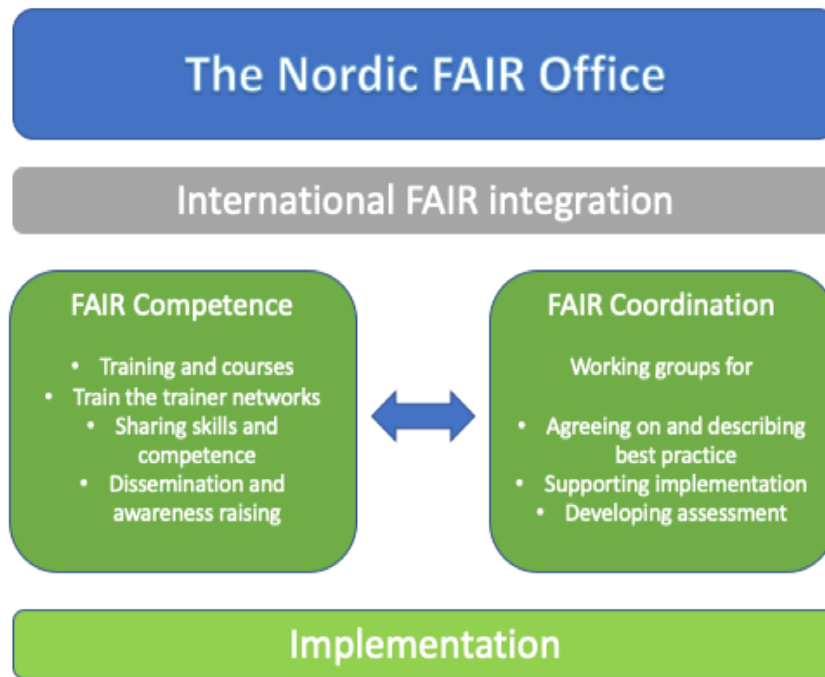 The Nordic FAIR Office
International FAIR integration
FAIR Competence
• Training and courses
• Train the trainer networks
• Sharing skills and
competence
• Dissemination and
awareness raising
FAIR Coordination
Working groups for
• Agreeing on and describing
best practice
• Supporting implementation
• Developing assessment
Implementation